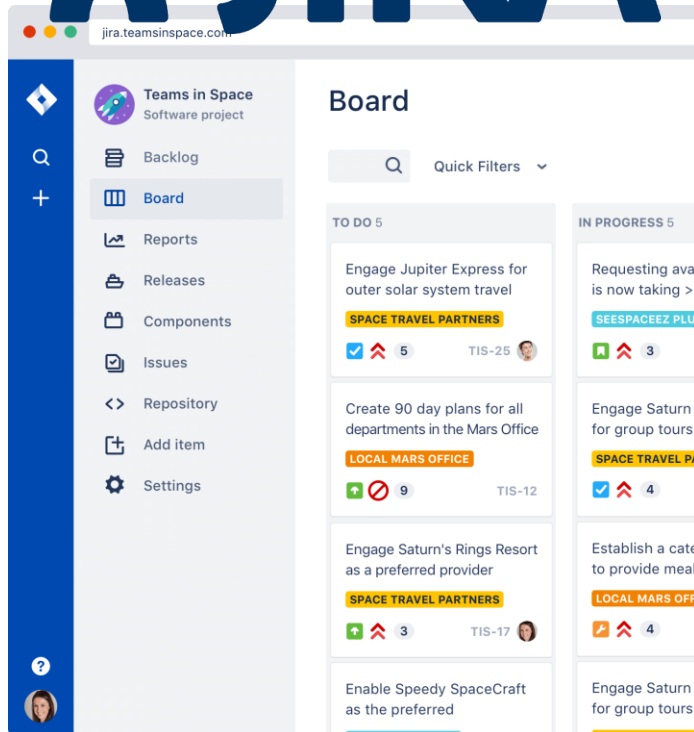 jira.teamsinspace.com
Teams in Space
Software project
Backlog
Board
Reports
Releases
Components
Issues
Repository
Add item
Settings
?
Board
Quick Filters
TO DO 5
Engage Jupiter Express for
outer solar system travel
SPACE TRAVEL PARTNERS
5 TIS-25
Create 90 day plans for all
departments in the Mars Office
LOCAL MARS OFFICE
9 TIS-12
Engage Saturn's Rings Resort
as a preferred provider
SPACE TRAVEL PARTNERS
3 TIS-17
Enable Speedy SpaceCraft
as the preferred
IN PROGRESS 5
Requesting ava
is now taking >
SEESPACEEZ PLU
3
Engage Saturn
for group tours
SPACE TRAVEL PA
4
Establish a cate
to provide meal
LOCAL MARS OFF
4
Engage Saturn
for group tours